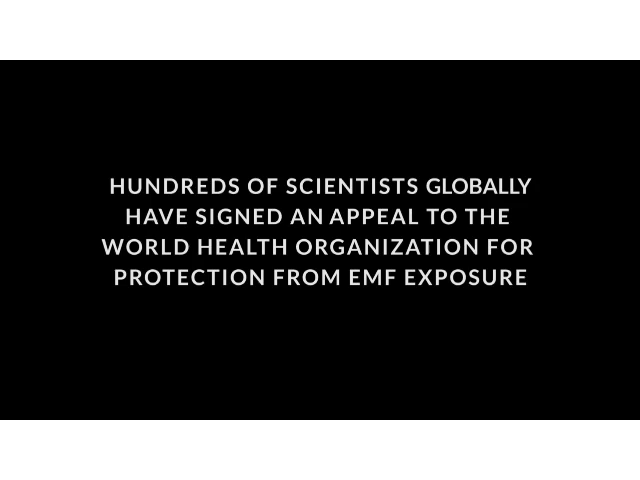 HUNDREDS OF SCIENTISTS GLOBALLY
HAVE SIGNED AN APPEAL TO THE
WORLD HEALTH ORGANIZATION FOR
PROTECTION FROM EMF EXPOSURE